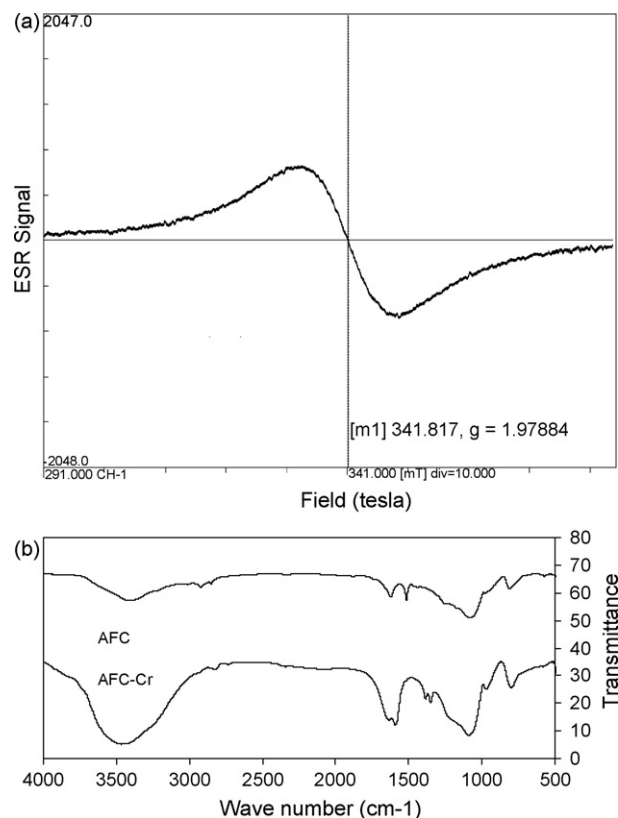 (a)
2047.0
ESR Signal
[m1] 341.817, g = 1.97884
-2048.0
291.000 CH-1
341.000 [mT] div=10.000
Field (tesla)
(b)
80
70
60
50
40
30
20
10
0
Transmittance
AFC
AFC-Cr
4000 3500 3000 2500 2000 1500 1000 500
Wave number (cm-1)